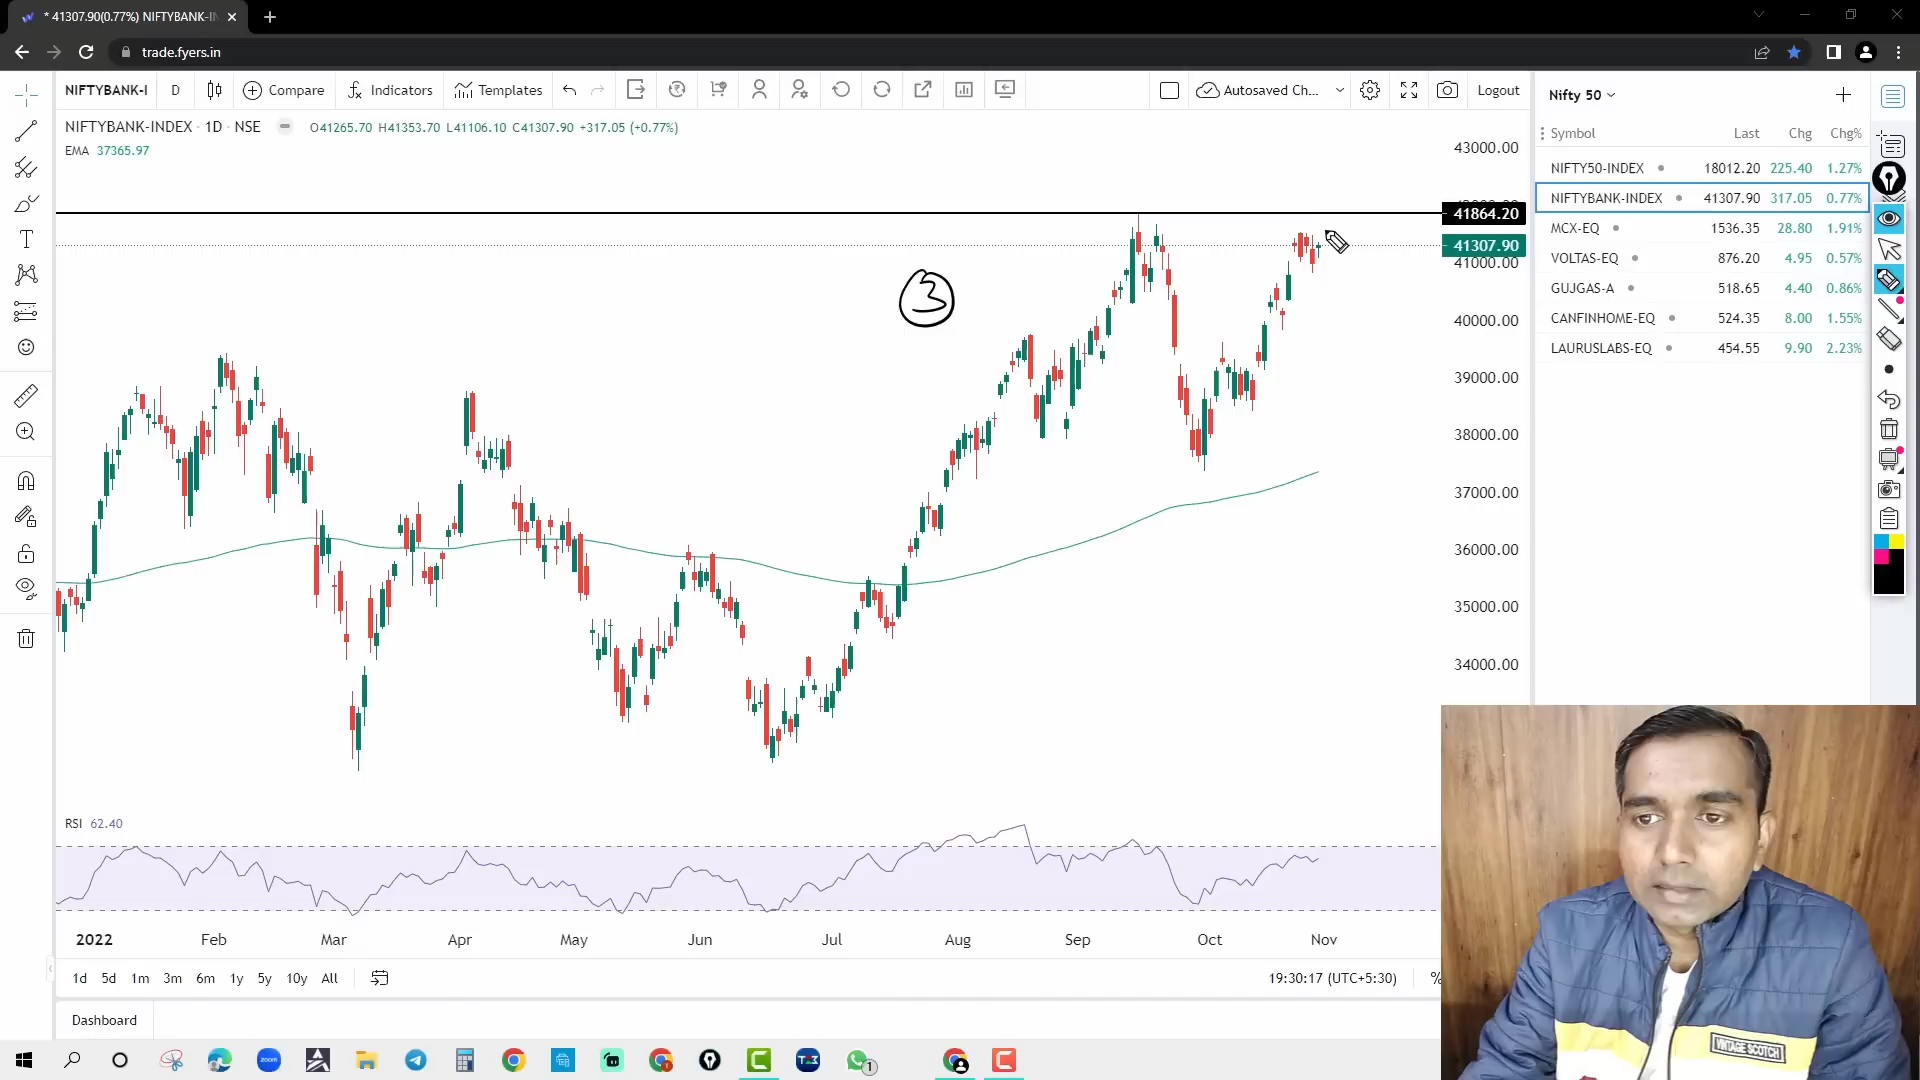 * 41307.90(0.77%) NIFTYBANK-IN
trade.fyers.in
NIFTYBANK-I D Compare Indicators Templates Autosaved Ch... Logout
NIFTYBANK-INDEX · 1D · NSE O41265.70 H41353.70 L41106.10 C41307.90 +317.05 (+0.77%)
EMA 37365.97
43000.00
41864.20
41307.90
41000.00
40000.00
39000.00
38000.00
37000.00
36000.00
35000.00
34000.00
3
RSI 62.40
2022 Feb Mar Apr May Jun Jul Aug Sep Oct Nov
1d 5d 1m 3m 6m 1y 5y 10y All 19:30:17 (UTC+5:30) %
Dashboard
Nifty 50
Symbol Last Chg Chg%
NIFTY50-INDEX 18012.20 225.40 1.27%
NIFTYBANK-INDEX 41307.90 317.05 0.77%
MCX-EQ 1536.35 28.80 1.91%
VOLTAS-EQ 876.20 4.95 0.57%
GUJGAS-A 518.65 4.40 0.86%
CANFINHOME-EQ 524.35 8.00 1.55%
LAURUSLABS-EQ 454.55 9.90 2.23%
VINTAGE SCOTCH
zoom
1